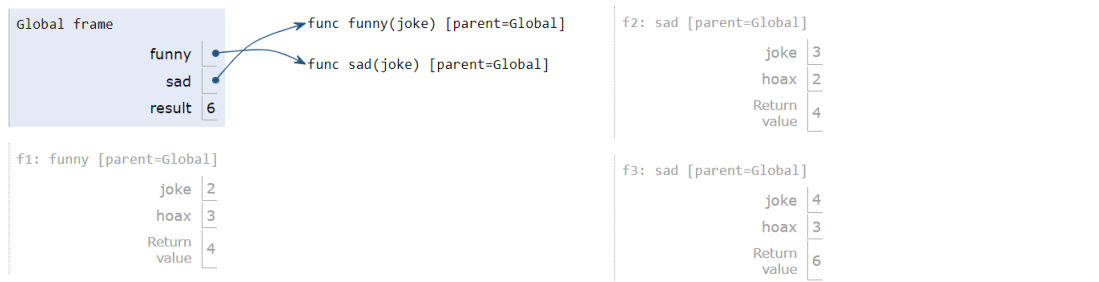 Global frame
funny
sad
result 6
func funny(joke) [parent=Global]
func sad(joke) [parent=Global]
f1: funny [parent=Global]
joke 2
hoax 3
Return
value 4
f2: sad [parent=Global]
joke 3
hoax 2
Return
value 4
f3: sad [parent=Global]
joke 4
hoax 3
Return
value 6